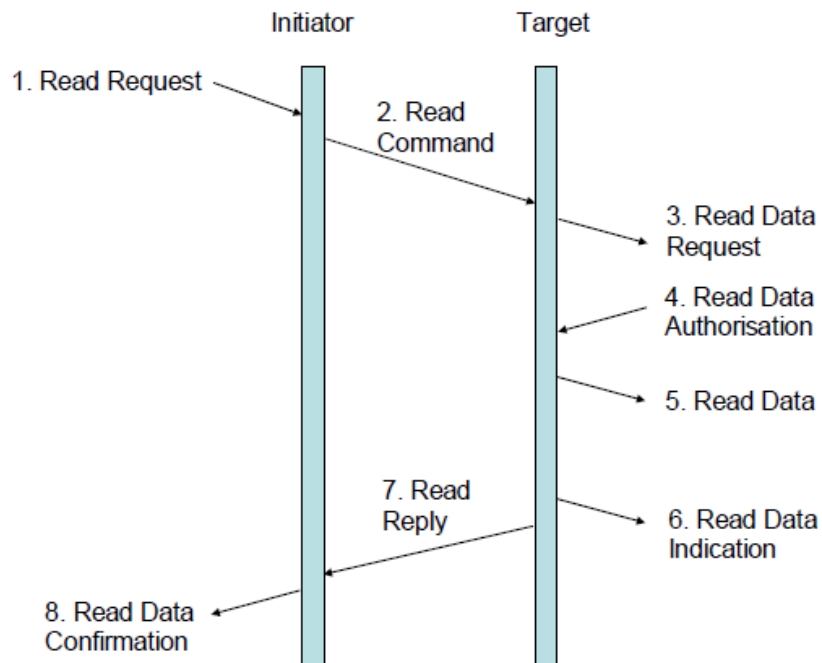 Initiator
Target
1. Read Request
2. Read
Command
3. Read Data
Request
4. Read Data
Authorisation
5. Read Data
6. Read Data
Indication
7. Read
Reply
8. Read Data
Confirmation